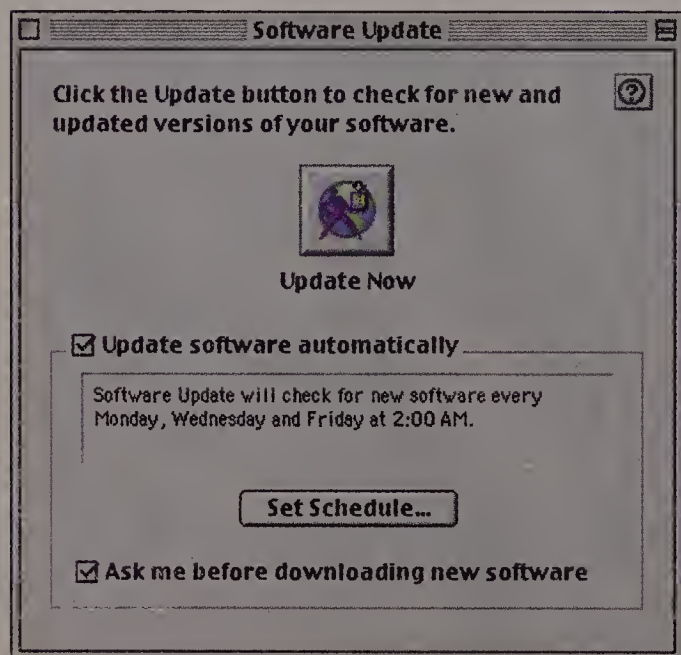 Software Update
Click the Update button to check for new and
updated versions of your software.
Update Now
Update software automatically
Software Update will check for new software every
Monday, Wednesday and Friday at 2:00 AM.
Set Schedule...
Ask me before downloading new software